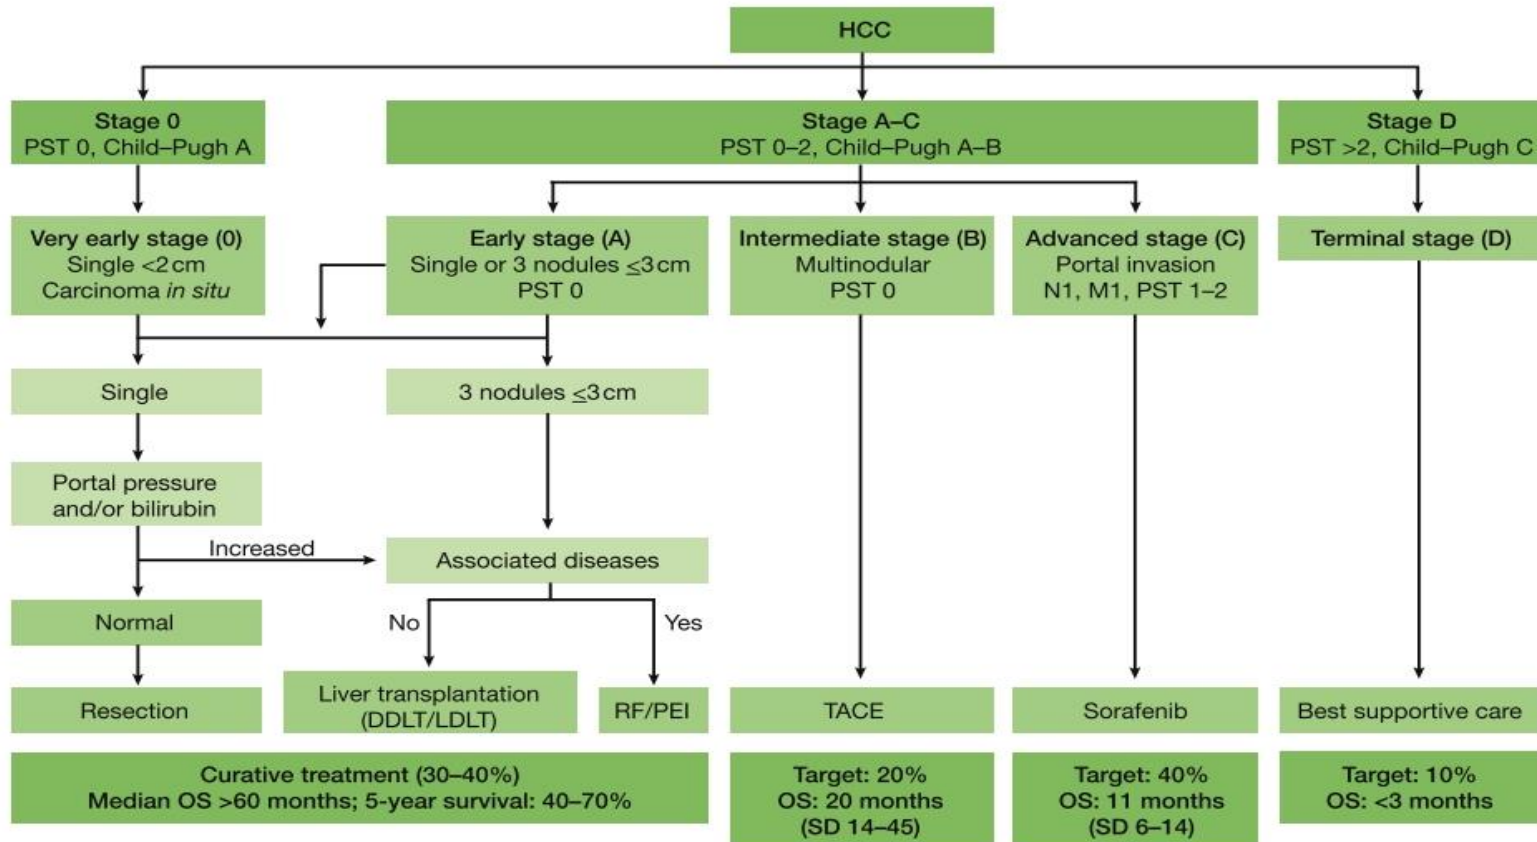 HCC
Stage 0
PST 0, Child–Pugh A
Stage A–C
PST 0–2, Child–Pugh A–B
Stage D
PST >2, Child–Pugh C
Very early stage (0)
Single <2 cm
Carcinoma in situ
Early stage (A)
Single or 3 nodules ≤3 cm
PST 0
Intermediate stage (B)
Multinodular
PST 0
Advanced stage (C)
Portal invasion
N1, M1, PST 1–2
Terminal stage (D)
Single
3 nodules ≤3 cm
Portal pressure
and/or bilirubin
Increased
Associated diseases
Normal
No
Yes
Resection
Liver transplantation
(DDLT/LDLT)
RF/PEI
TACE
Sorafenib
Best supportive care
Curative treatment (30–40%)
Median OS >60 months; 5-year survival: 40–70%
Target: 20%
OS: 20 months
(SD 14–45)
Target: 40%
OS: 11 months
(SD 6–14)
Target: 10%
OS: <3 months